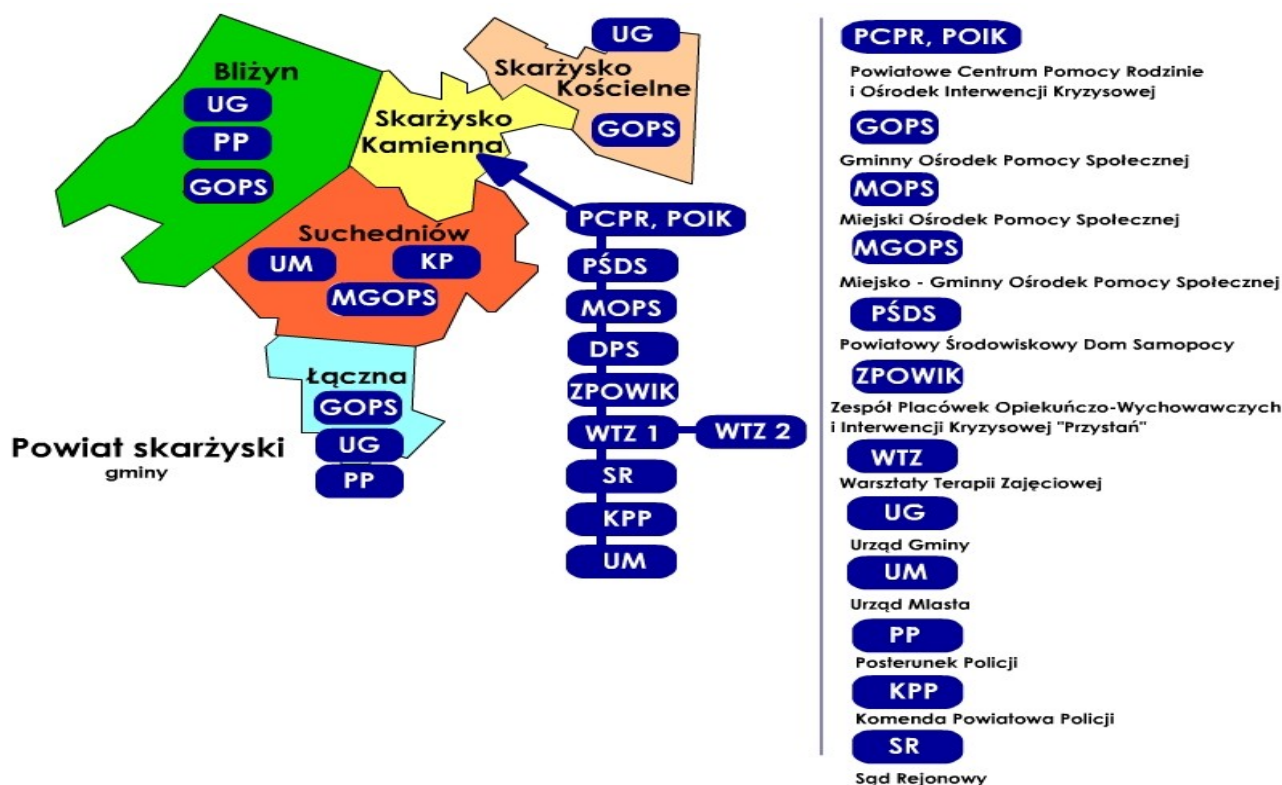 Bliżyn
UG
PP
GOPS
Skarżysko
Kamienna
UG
Skarżysko
Kościelne
GOPS
Suchedniów
UM
KP
MGOPS
Łączna
GOPS
UG
PP
Powiat skarżyski
gminy
PCPR, POIK
PŚDS
MOPS
DPS
ZPOWIK
WTZ 1
WTZ 2
SR
KPP
UM
PCPR, POIK
Powiatowe Centrum Pomocy Rodzinie
i Ośrodek Interwencji Kryzysowej
GOPS
Gminny Ośrodek Pomocy Społecznej
MOPS
Miejski Ośrodek Pomocy Społecznej
MGOPS
Miejsko - Gminny Ośrodek Pomocy Społecznej
PŚDS
Powiatowy Środowiskowy Dom Samopocy
ZPOWIK
Zespół Placówek Opiekuńczo-Wychowawczych
i Interwencji Kryzysowej "Przystań"
WTZ
Warsztaty Terapii Zajęciowej
UG
Urząd Gminy
UM
Urząd MIasta
PP
Posterunek Policji
KPP
Komenda Powiatowa Policji
SR
Sąd Rejonowy